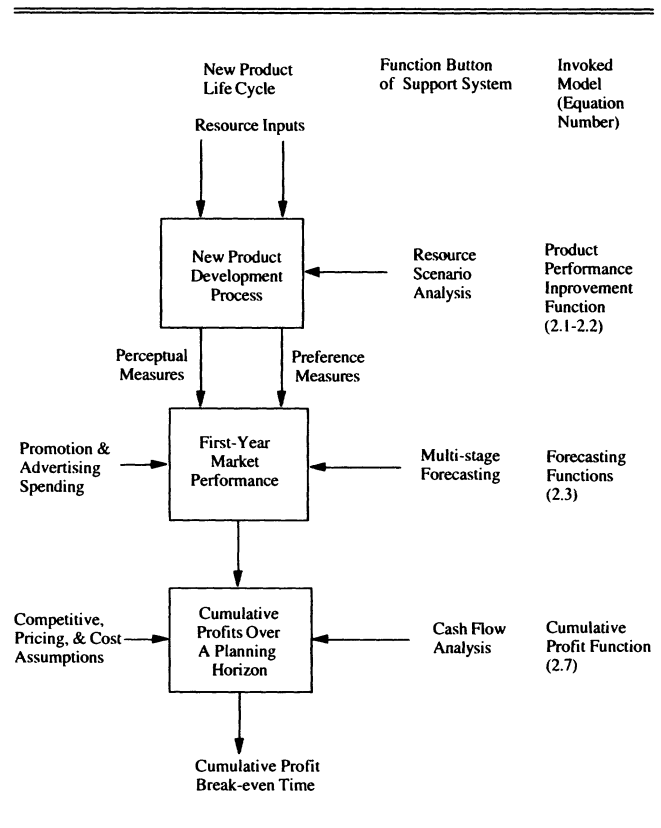 New Product
Life Cycle
Function Button
of Support System
Invoked
Model
(Equation
Number)
Resource Inputs
New Product
Development
Process
Resource
Scenario
Analysis
Product
Performance
Inprovement
Function
(2.1-2.2)
Perceptual
Measures
Preference
Measures
Promotion &
Advertising
Spending
First-Year
Market
Performance
Multi-stage
Forecasting
Forecasting
Functions
(2.3)
Competitive,
Pricing, & Cost
Assumptions
Cumulative
Profits Over
A Planning
Horizon
Cash Flow
Analysis
Cumulative
Profit Function
(2.7)
Cumulative Profit
Break-even Time